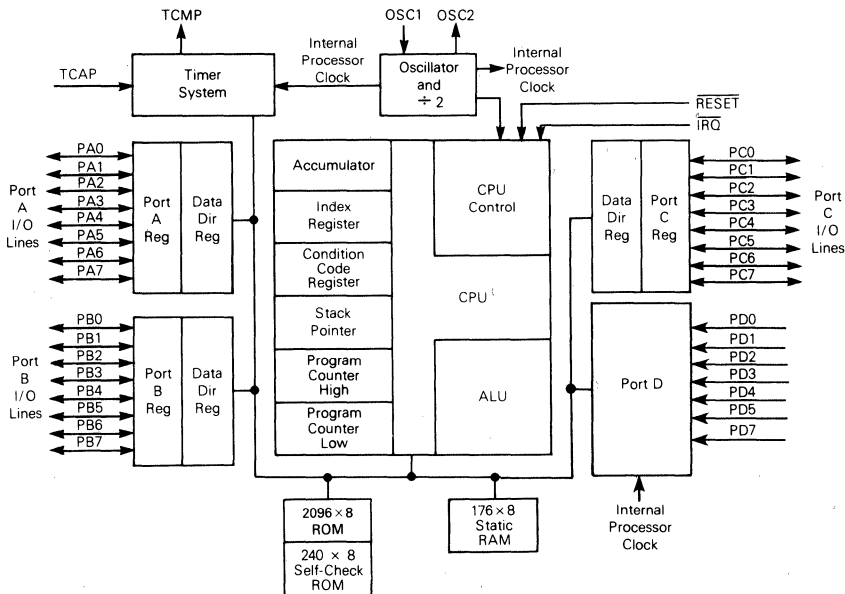 TCMP
OSC1
OSC2
TCAP
Timer
System
Internal
Processor
Clock
Oscillator
and
÷ 2
Internal
Processor
Clock
RESET
IRQ
Port
A
I/O
Lines
PA0
PA1
PA2
PA3
PA4
PA5
PA6
PA7
Port
A
Reg
Data
Dir
Reg
Accumulator
Index
Register
Condition
Code
Register
Stack
Pointer
Program
Counter
High
Program
Counter
Low
CPU
Control
CPU
ALU
Data
Dir
Reg
Port
C
Reg
PC0
PC1
PC2
PC3
PC4
PC5
PC6
PC7
Port
C
I/O
Lines
Port
B
I/O
Lines
PB0
PB1
PB2
PB3
PB4
PB5
PB6
PB7
Port
B
Reg
Data
Dir
Reg
Port D
PD0
PD1
PD2
PD3
PD4
PD5
PD7
Internal
Processor
Clock
2096 × 8
ROM
240 × 8
Self-Check
ROM
176 × 8
Static
RAM